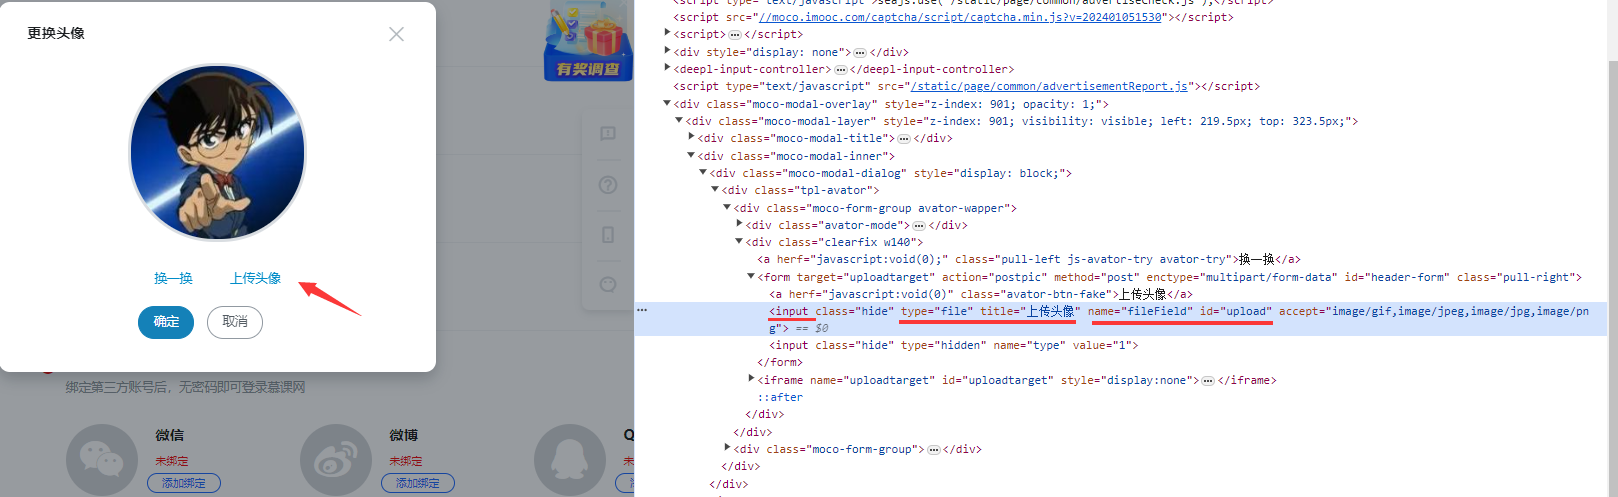 更换头像
有奖调查
换一换 上传头像
确定 取消
绑定第三方账号后，无密码即可登录慕课网
微信 微博 Q
未绑定 未绑定 未
添加绑定 添加绑定 添
<script type="text/javascript">seajs.use("/static/page/common/advertiseCheck.js");</script>
<script src="//moco.imooc.com/captcha/script/captcha.min.js?v=202401051530"></script>
<script>…</script>
<div style="display: none">…</div>
<deepl-input-controller>…</deepl-input-controller>
<script type="text/javascript" src="/static/page/common/advertisementReport.js"></script>
<div class="moco-modal-overlay" style="z-index: 901; opacity: 1;">
<div class="moco-modal-layer" style="z-index: 901; visibility: visible; left: 219.5px; top: 323.5px;">
<div class="moco-modal-title">…</div>
<div class="moco-modal-inner">
<div class="moco-modal-dialog" style="display: block;">
<div class="tpl-avator">
<div class="moco-form-group avator-wapper">
<div class="avator-mode">…</div>
<div class="clearfix w140">
<a herf="javascript:void(0);" class="pull-left js-avator-try avator-try">换一换</a>
<form target="uploadtarget" action="postpic" method="post" enctype="multipart/form-data" id="header-form" class="pull-right">
<a herf="javascript:void(0)" class="avator-btn-fake">上传头像</a>
… <input class="hide" type="file" title="上传头像" name="fileField" id="upload" accept="image/gif,image/jpeg,image/jpg,image/pn
g"> == $0
<input class="hide" type="hidden" name="type" value="1">
</form>
<iframe name="uploadtarget" id="uploadtarget" style="display:none">…</iframe>
::after
</div>
</div>
<div class="moco-form-group">…</div>
</div>
</div>